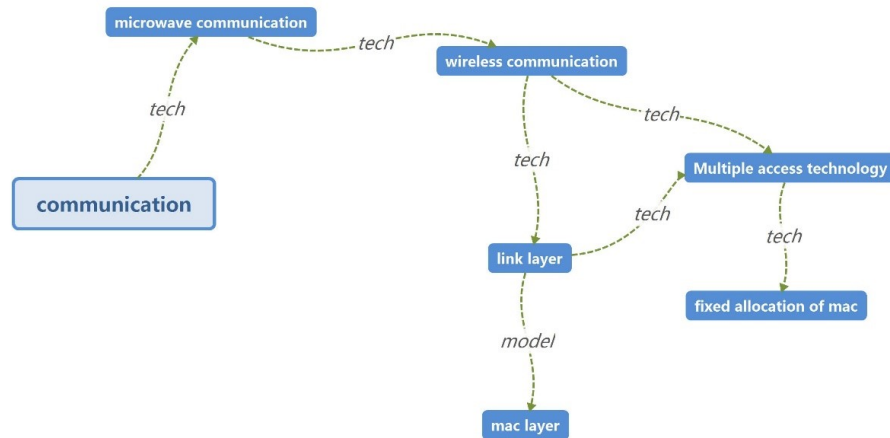 microwave communication
tech
wireless communication
tech
tech
tech
Multiple access technology
communication
tech
tech
link layer
fixed allocation of mac
model
mac layer